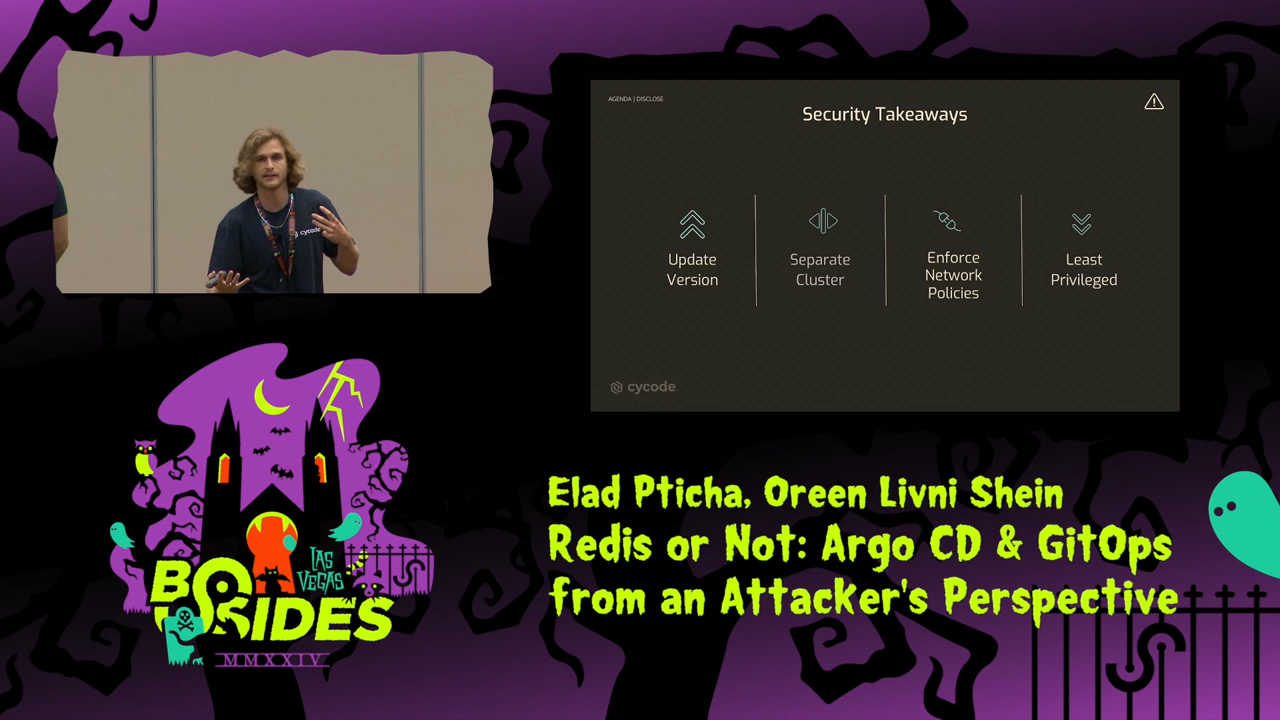 AGENDA | DISCLOSE
Security Takeaways
Update
Version
Separate
Cluster
Enforce
Network
Policies
Least
Privileged
cycode
cycode
LAS
VEGAS
BSIDES
MMXXIV
Elad Pticha, Oreen Livni Shein
Redis or Not: Argo CD & GitOps
from an Attacker's Perspective